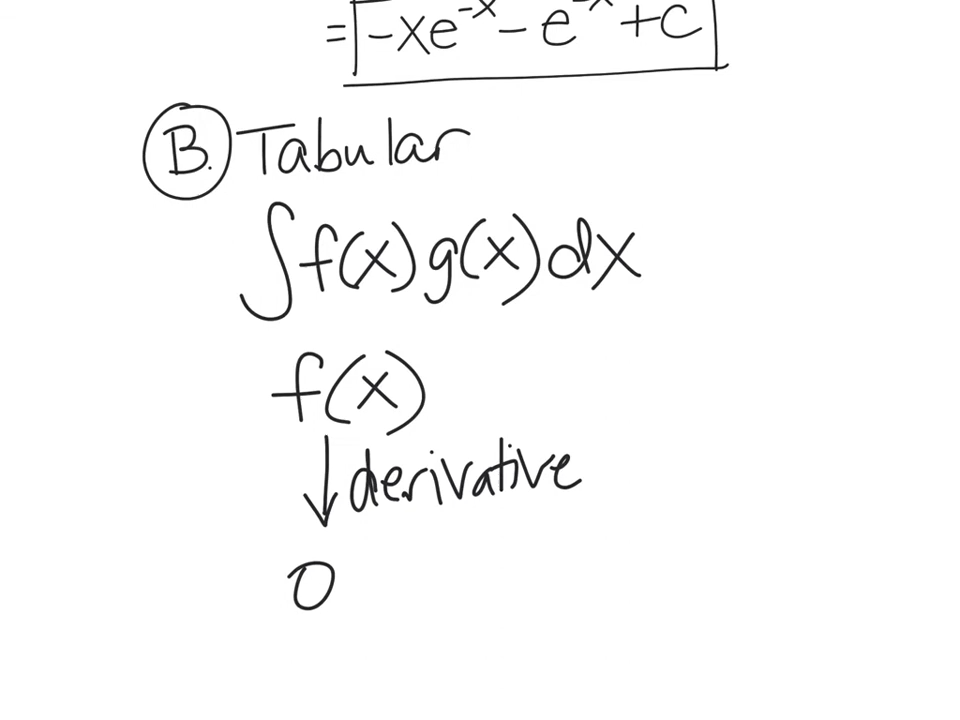 = -xe^-x - e^-x + C
B. Tabular
∫f(x)g(x)dx
f(x)
↓ derivative
0